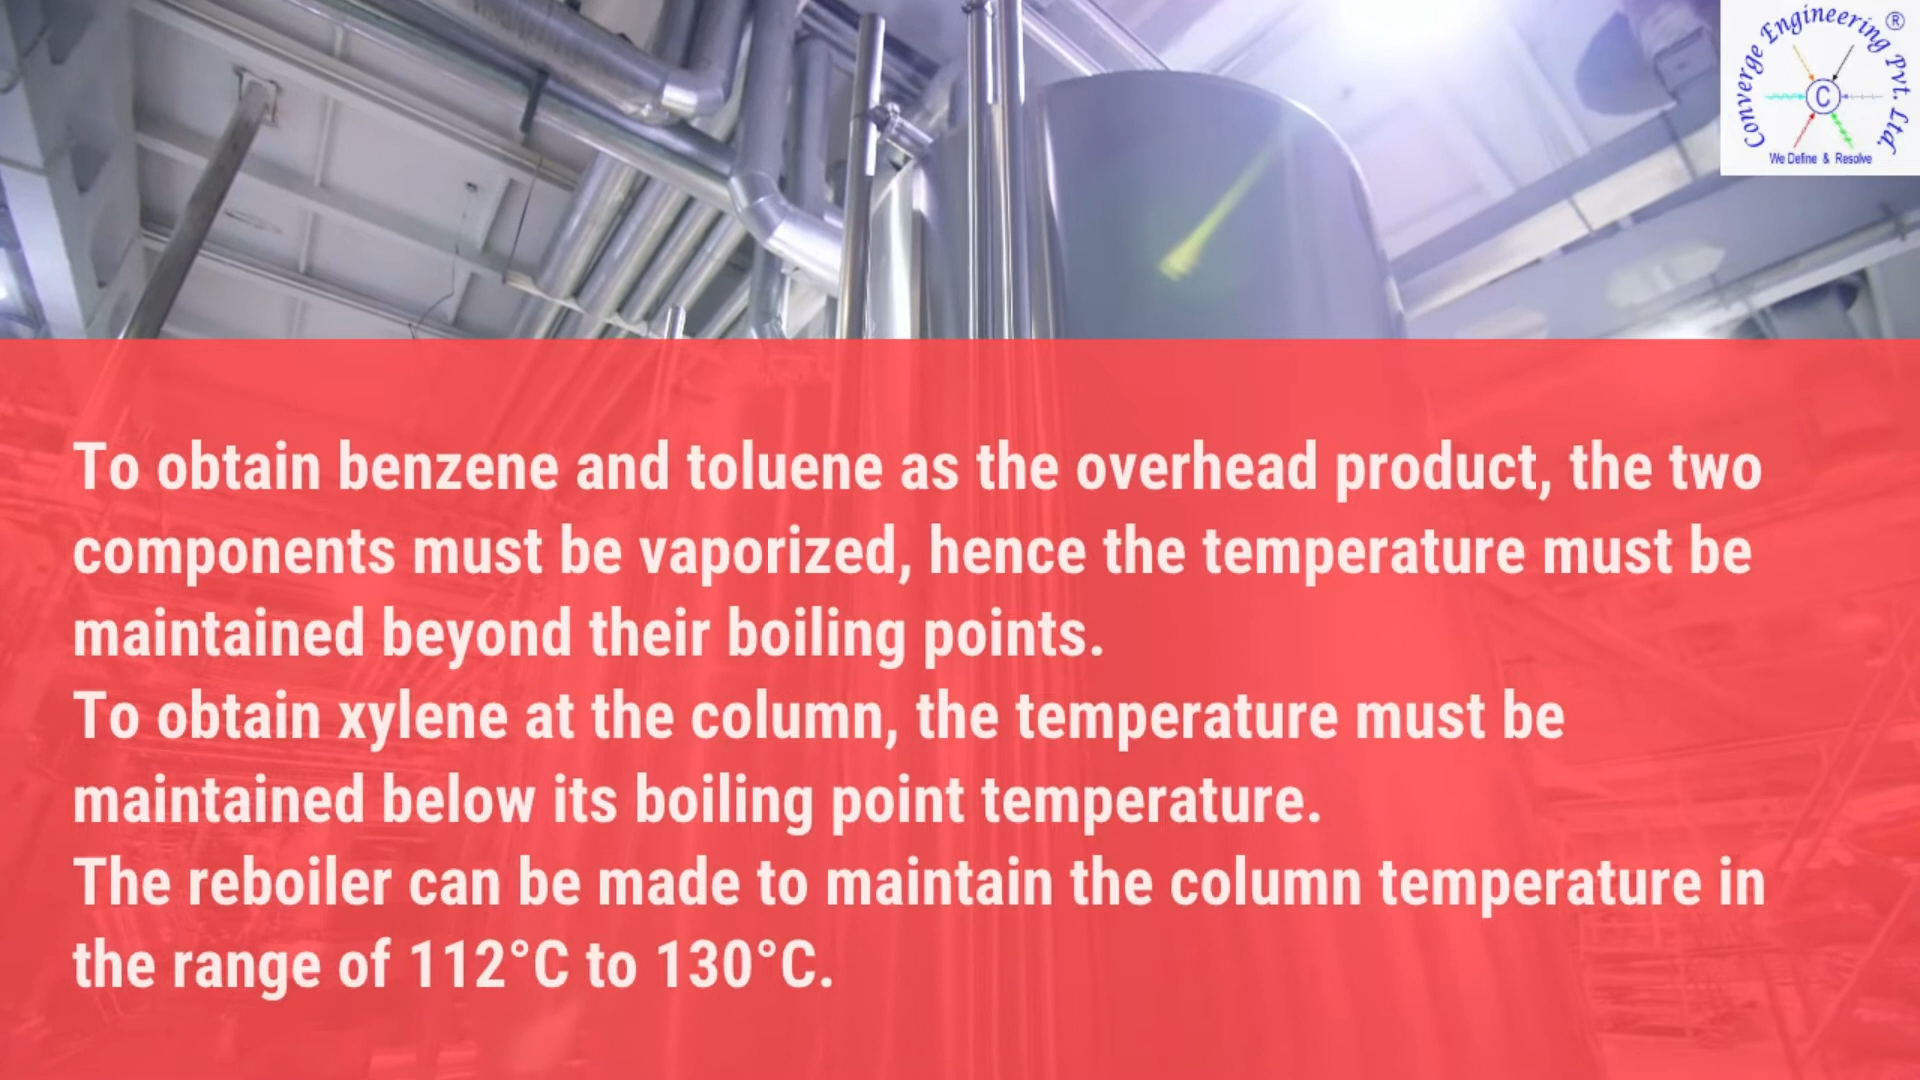 Converge Engineering Pvt. Ltd. ®
C
We Define & Resolve
To obtain benzene and toluene as the overhead product, the two
components must be vaporized, hence the temperature must be
maintained beyond their boiling points.
To obtain xylene at the column, the temperature must be
maintained below its boiling point temperature.
The reboiler can be made to maintain the column temperature in
the range of 112°C to 130°C.